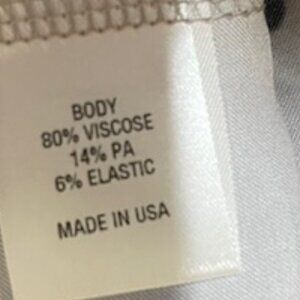 BODY
80% VISCOSE
14% PA
6% ELASTIC
MADE IN USA